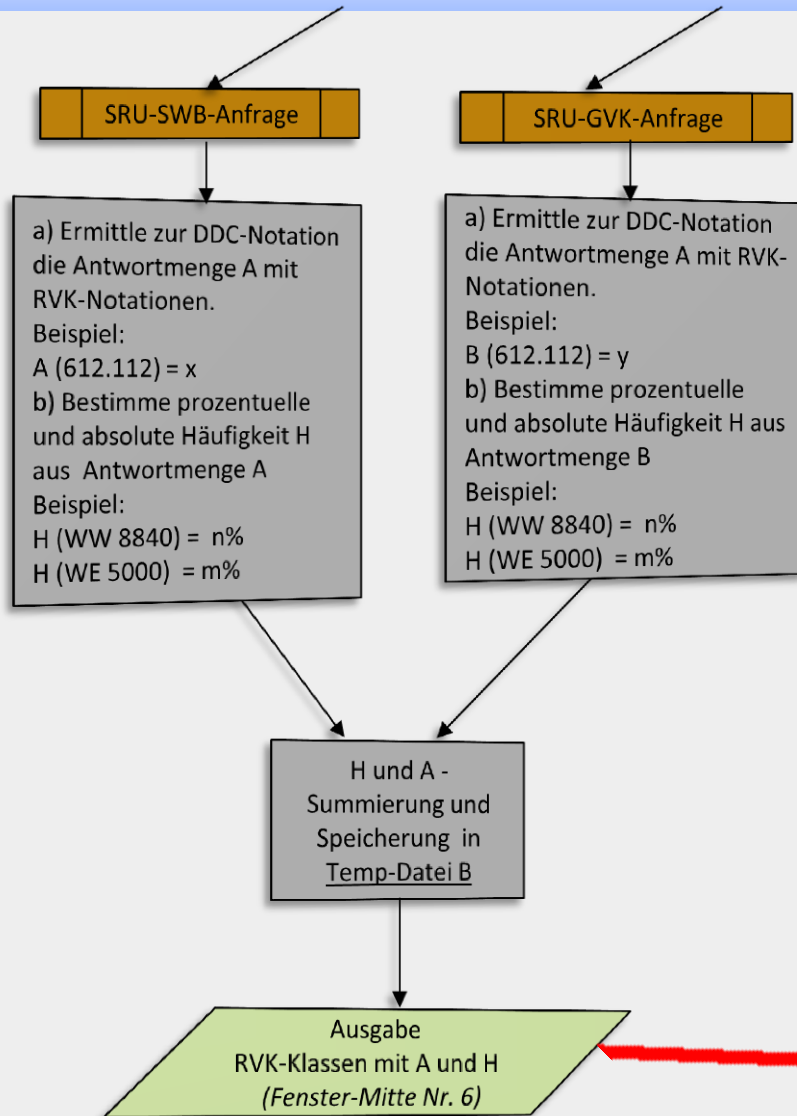 SRU-SWB-Anfrage
SRU-GVK-Anfrage
a) Ermittle zur DDC-Notation
die Antwortmenge A mit
RVK-Notationen.
Beispiel:
A (612.112) = x
b) Bestimme prozentuelle
und absolute Häufigkeit H
aus Antwortmenge A
Beispiel:
H (WW 8840) = n%
H (WE 5000) = m%
a) Ermittle zur DDC-Notation
die Antwortmenge A mit RVK-
Notationen.
Beispiel:
B (612.112) = y
b) Bestimme prozentuelle
und absolute Häufigkeit H aus
Antwortmenge B
Beispiel:
H (WW 8840) = n%
H (WE 5000) = m%
H und A -
Summierung und
Speicherung in
Temp-Datei B
Ausgabe
RVK-Klassen mit A und H
(Fenster-Mitte Nr. 6)